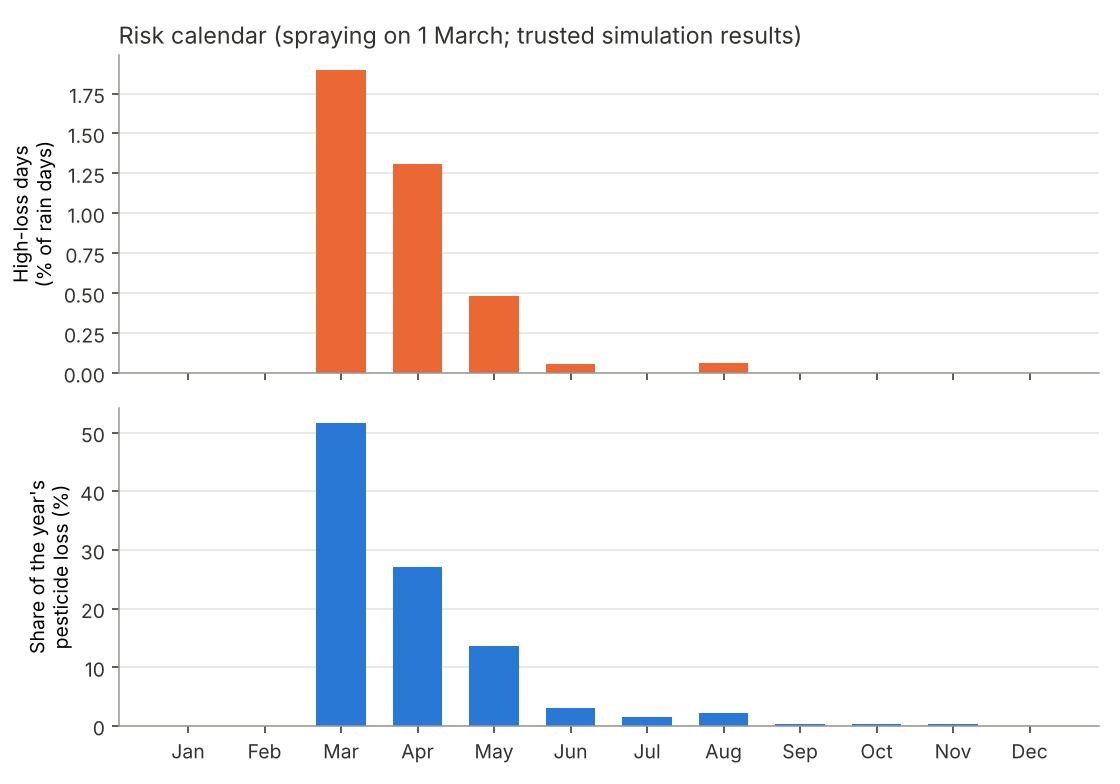 Risk calendar (spraying on 1 March; trusted simulation results)
High-loss days
(% of rain days)
1.75
1.50
1.25
1.00
0.75
0.50
0.25
0.00
Share of the year's
pesticide loss (%)
50
40
30
20
10
0
Jan Feb Mar Apr May Jun Jul Aug Sep Oct Nov Dec